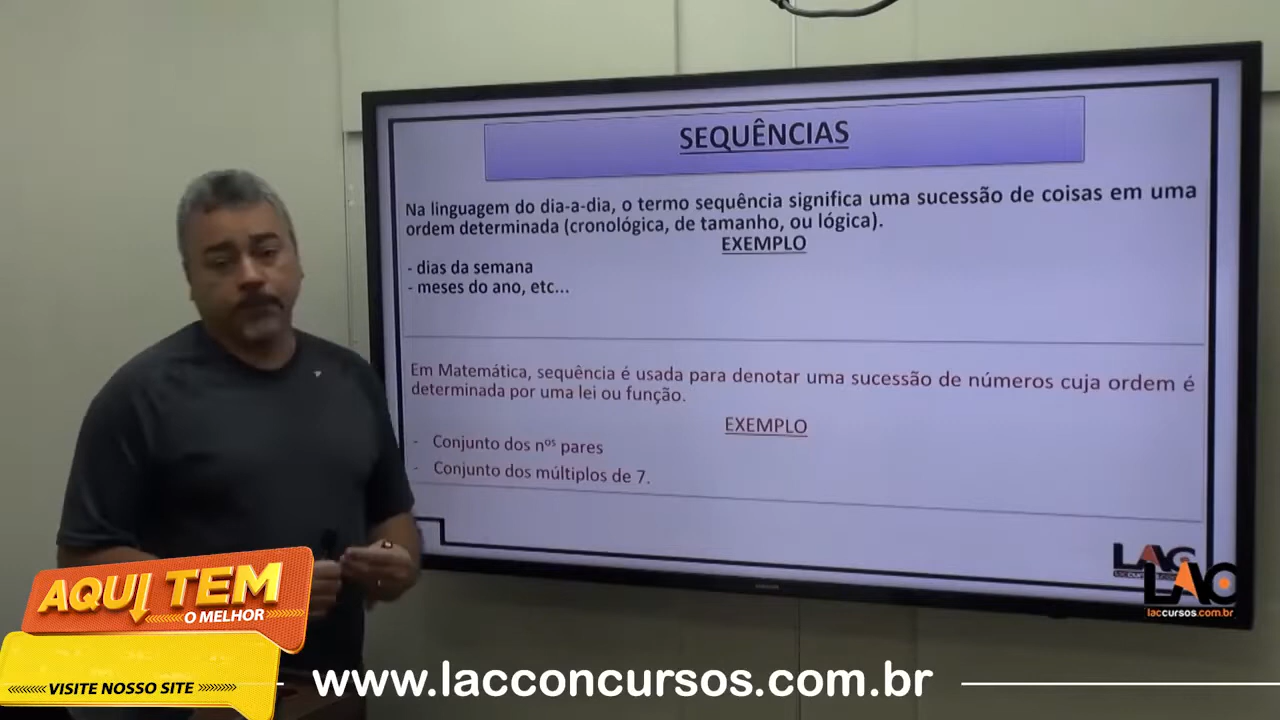 SEQUÊNCIAS
Na linguagem do dia-a-dia, o termo sequência significa uma sucessão de coisas em uma
ordem determinada (cronológica, de tamanho, ou lógica).
EXEMPLO
- dias da semana
- meses do ano, etc...
Em Matemática, sequência é usada para denotar uma sucessão de números cuja ordem é
determinada por uma lei ou função.
EXEMPLO
- Conjunto dos nºˢ pares
- Conjunto dos múltiplos de 7.
LAC
LAC
laccursos.com.br
AQUI TEM
O MELHOR
VISITE NOSSO SITE
www.lacconcursos.com.br